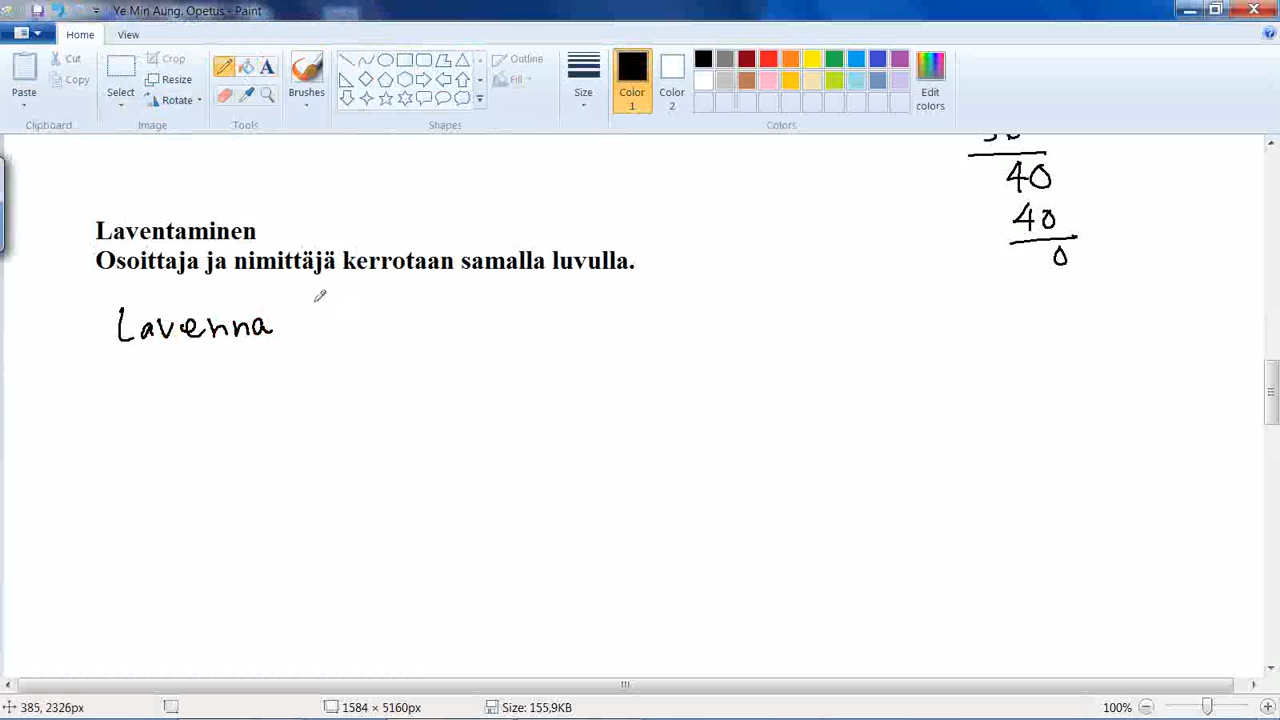 Ye Min Aung, Opetus - Paint
Home View
Paste
Cut
Copy
Clipboard
Select
Crop
Resize
Rotate
Image
A
Tools
Brushes
Shapes
Outline
Fill
Size
Color 1
Color 2
Edit colors
Colors
40
40
0
Laventaminen
Osoittaja ja nimittäjä kerrotaan samalla luvulla.
Lavenna
385, 2326px
1584 × 5160px
Size: 155,9KB
100%